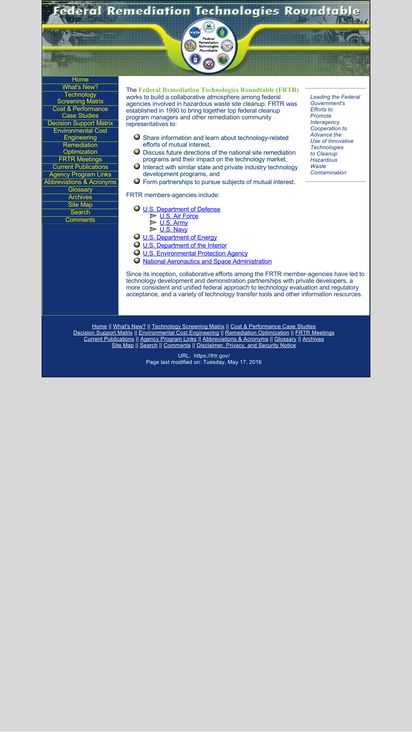 Federal Remediation Technologies Roundtable
Home
What's New?
Technology
Screening Matrix
Cost & Performance
Case Studies
Decision Support Matrix
Environmental Cost
Engineering
Remediation
Optimization
FRTR Meetings
Current Publications
Agency Program Links
Abbreviations & Acronyms
Glossary
Archives
Site Map
Search
Comments
The Federal Remediation Technologies Roundtable (FRTR)
works to build a collaborative atmosphere among federal
agencies involved in hazardous waste site cleanup. FRTR was
established in 1990 to bring together top federal cleanup
program managers and other remediation community
representatives to:
Share information and learn about technology-related
efforts of mutual interest,
Discuss future directions of the national site remediation
programs and their impact on the technology market,
Interact with similar state and private industry technology
development programs, and
Form partnerships to pursue subjects of mutual interest.
FRTR members-agencies include:
U.S. Department of Defense
U.S. Air Force
U.S. Army
U.S. Navy
U.S. Department of Energy
U.S. Department of the Interior
U.S. Environmental Protection Agency
National Aeronautics and Space Administration
Since its inception, collaborative efforts among the FRTR member-agencies have led to
technology development and demonstration partnerships with private developers, a
more consistent and unified federal approach to technology evaluation and regulatory
acceptance, and a variety of technology transfer tools and other information resources.
Leading the Federal
Government's
Efforts to
Promote
Interagency
Cooperation to
Advance the
Use of Innovative
Technologies
to Cleanup
Hazardous
Waste
Contamination
Home || What's New? || Technology Screening Matrix || Cost & Performance Case Studies
Decision Support Matrix || Environmental Cost Engineering || Remediation Optimization || FRTR Meetings
Current Publications || Agency Program Links || Abbreviations & Acronyms || Glossary || Archives
Site Map || Search || Comments || Disclaimer, Privacy, and Security Notice
URL: https://frtr.gov/
Page last modified on: Tuesday, May 17, 2016